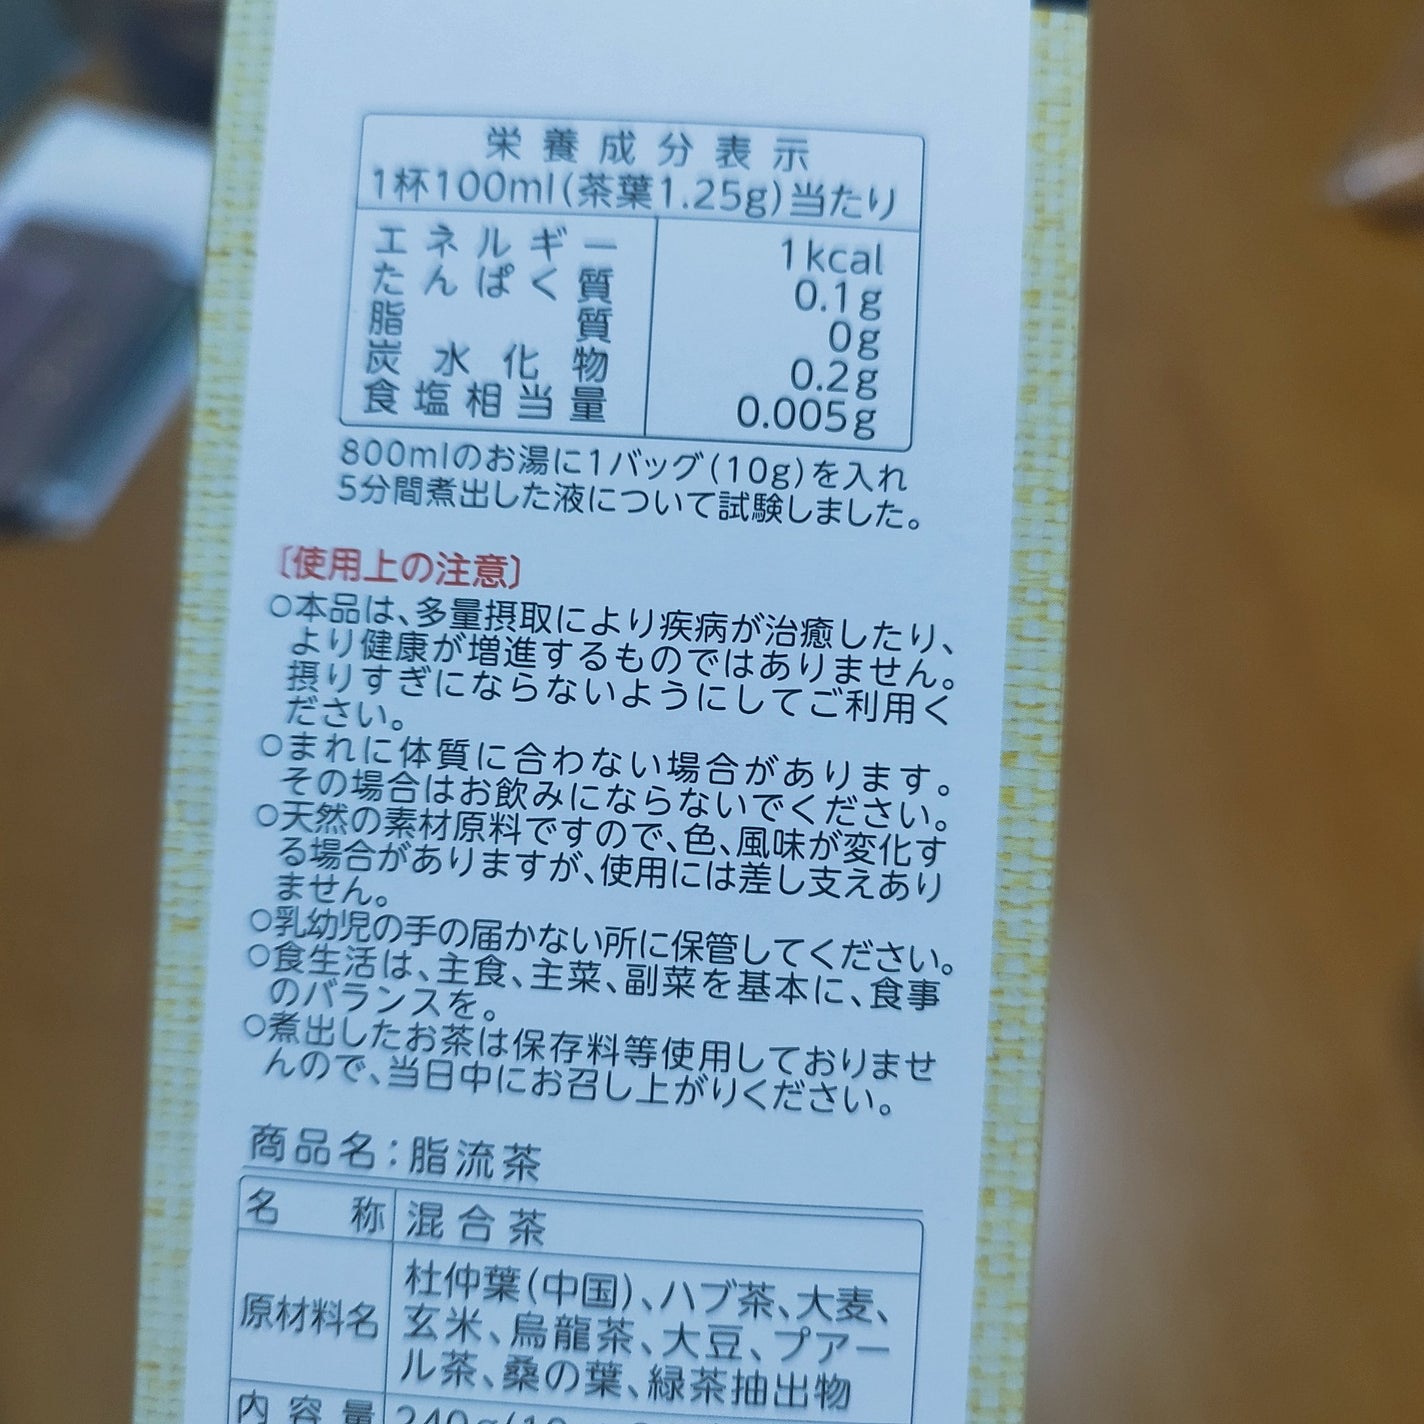 栄養成分表示
1杯100ml(茶葉1.25g)当たり
エネルギー 1kcal
たんぱく質 0.1g
脂質 0g
炭水化物 0.2g
食塩相当量 0.005g
800mlのお湯に1バッグ(10g)を入れ
5分間煮出した液について試験しました。
〔使用上の注意〕
○本品は、多量摂取により疾病が治癒したり、
より健康が増進するものではありません。
摂りすぎにならないようにしてご利用く
ださい。
○まれに体質に合わない場合があります。
その場合はお飲みにならないでください。
○天然の素材原料ですので、色、風味が変化す
る場合がありますが、使用には差し支えあり
ません。
○乳幼児の手の届かない所に保管してください。
○食生活は、主食、主菜、副菜を基本に、食事
のバランスを。
○煮出したお茶は保存料等使用しておりませ
んので、当日中にお召し上がりください。
商品名：脂流茶
名称 混合茶
原材料名 杜仲葉(中国)、ハブ茶、大麦、
玄米、烏龍茶、大豆、プアー
ル茶、桑の葉、緑茶抽出物
内容量 240g(10